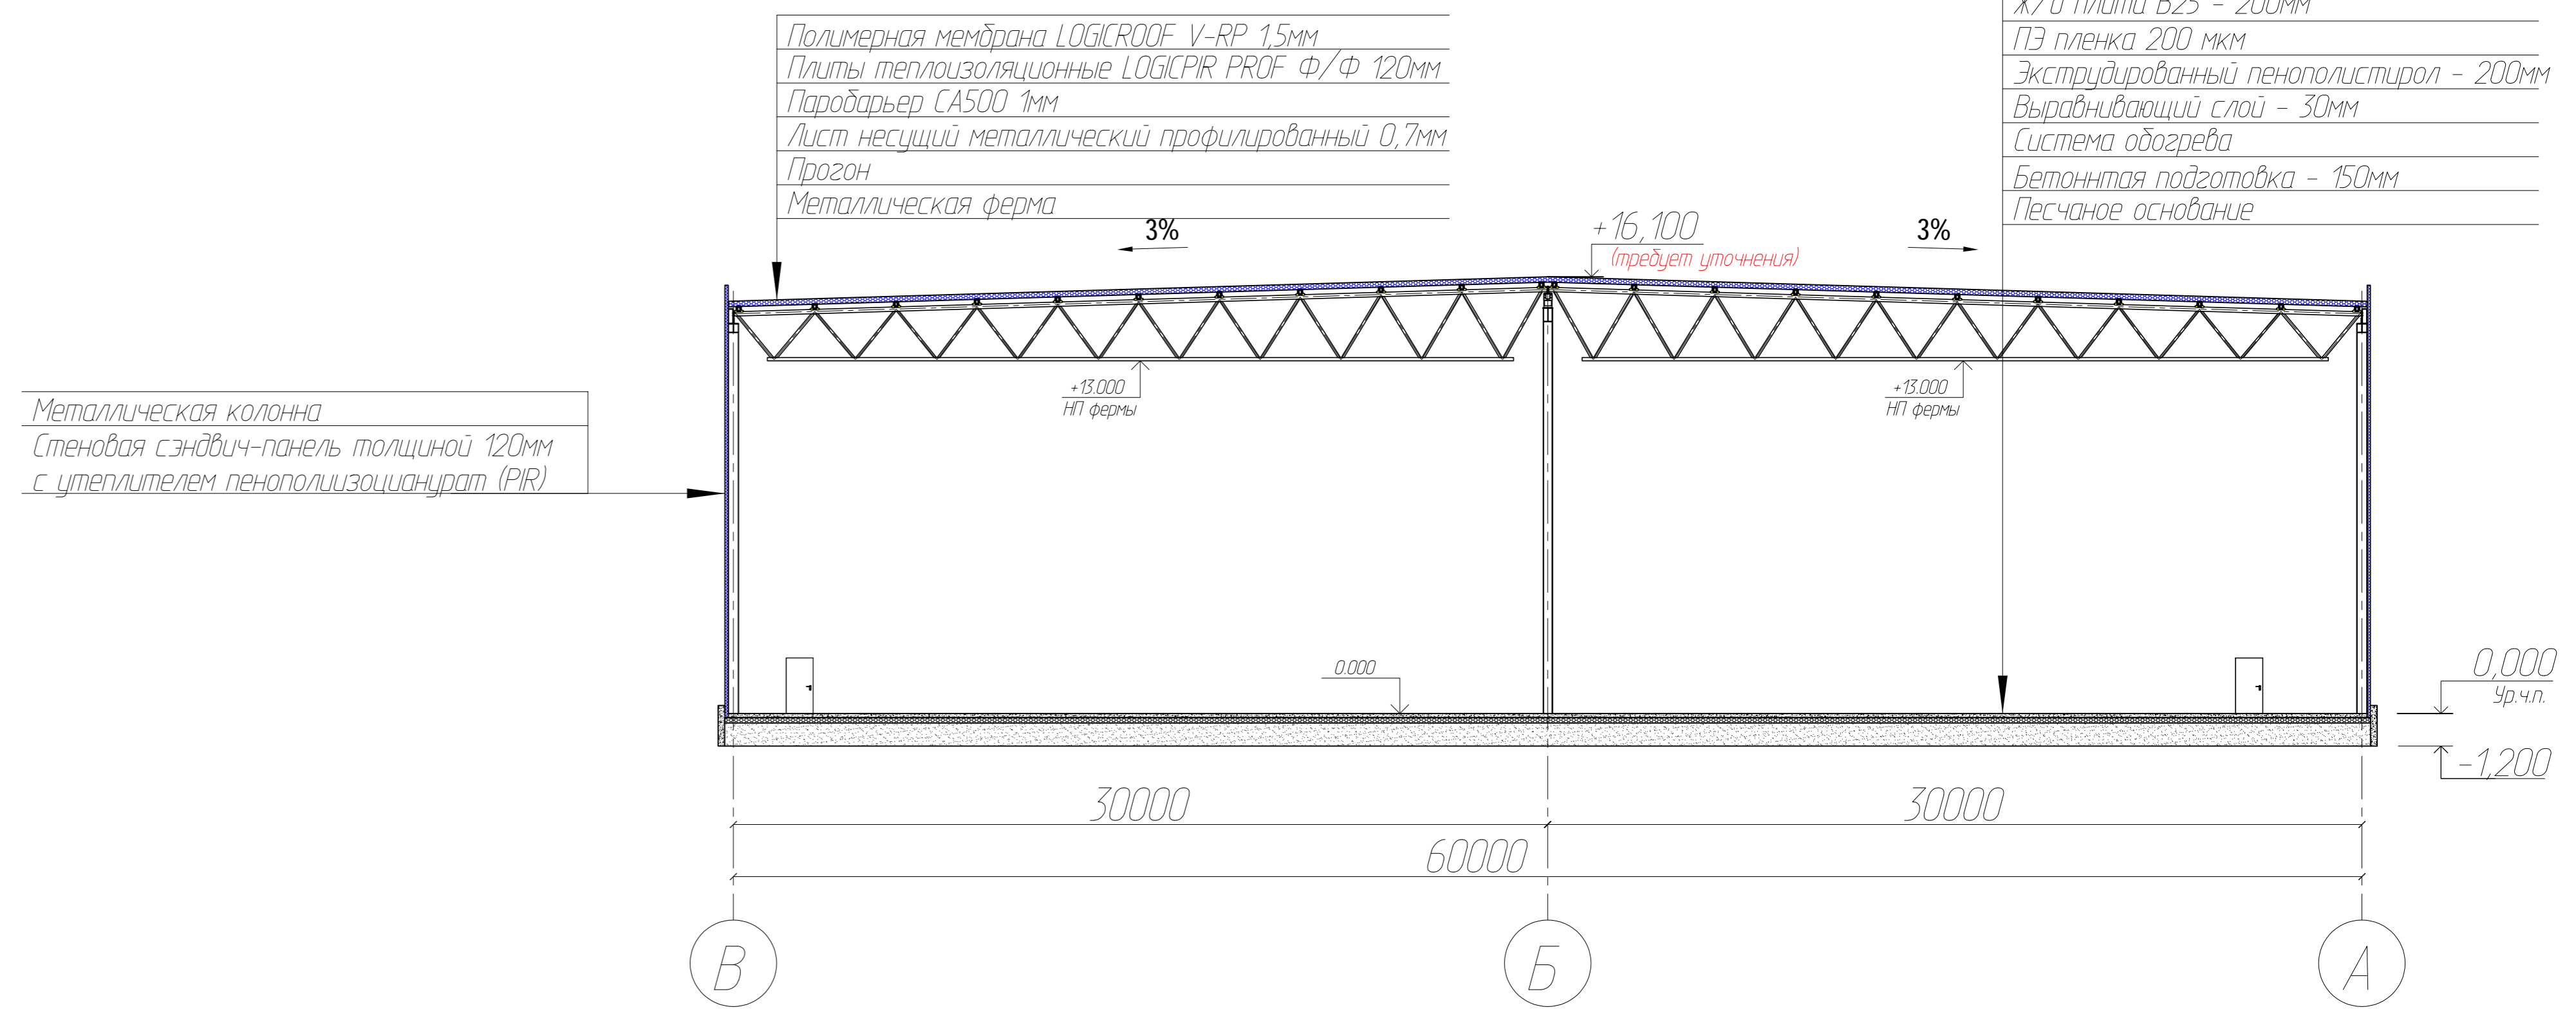 Полимерная мембрана LOGICROOF V-RP 1,5мм
Плиты теплоизоляционные LOGICPIR PROF Ф/Ф 120мм
Паробарьер СА500 1мм
Лист несущий металлический профилированный 0,7мм
Прогон
Металлическая ферма
Ж/б плита В25 - 200мм
ПЭ пленка 200 мкм
Экструдированный пенополистирол - 200мм
Выравнивающий слой - 30мм
Система обогрева
Бетоннтая подготовка - 150мм
Песчаное основание
3%
+16,100
(требует уточнения)
3%
+13.000
НП фермы
+13.000
НП фермы
Металлическая колонна
Стеновая сэндвич-панель толщиной 120мм
с утеплителем пенополиизоцианурат (PIR)
0.000
0,000
Ур.ч.п.
-1,200
30000
30000
60000
В
Б
А